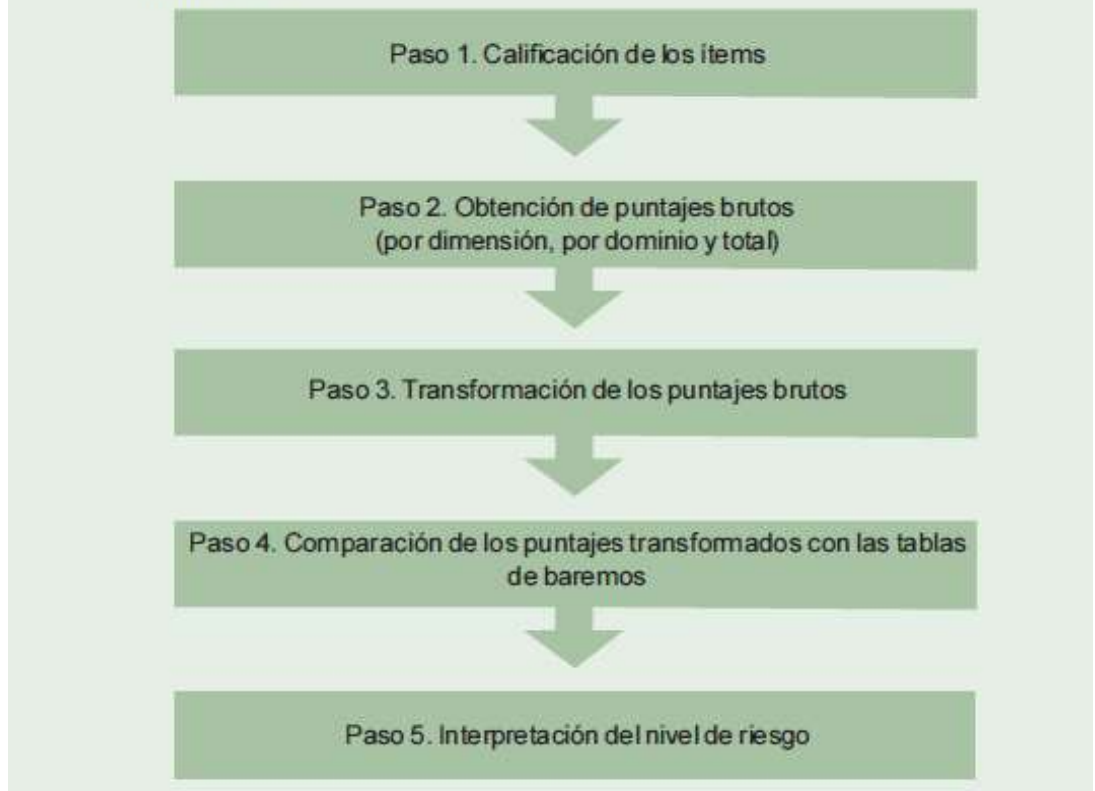 Paso 1. Calificación de los ítems
Paso 2. Obtención de puntajes brutos
(por dimensión, por dominio y total)
Paso 3. Transformación de los puntajes brutos
Paso 4. Comparación de los puntajes transformados con las tablas
de baremos
Paso 5. Interpretación del nivel de riesgo